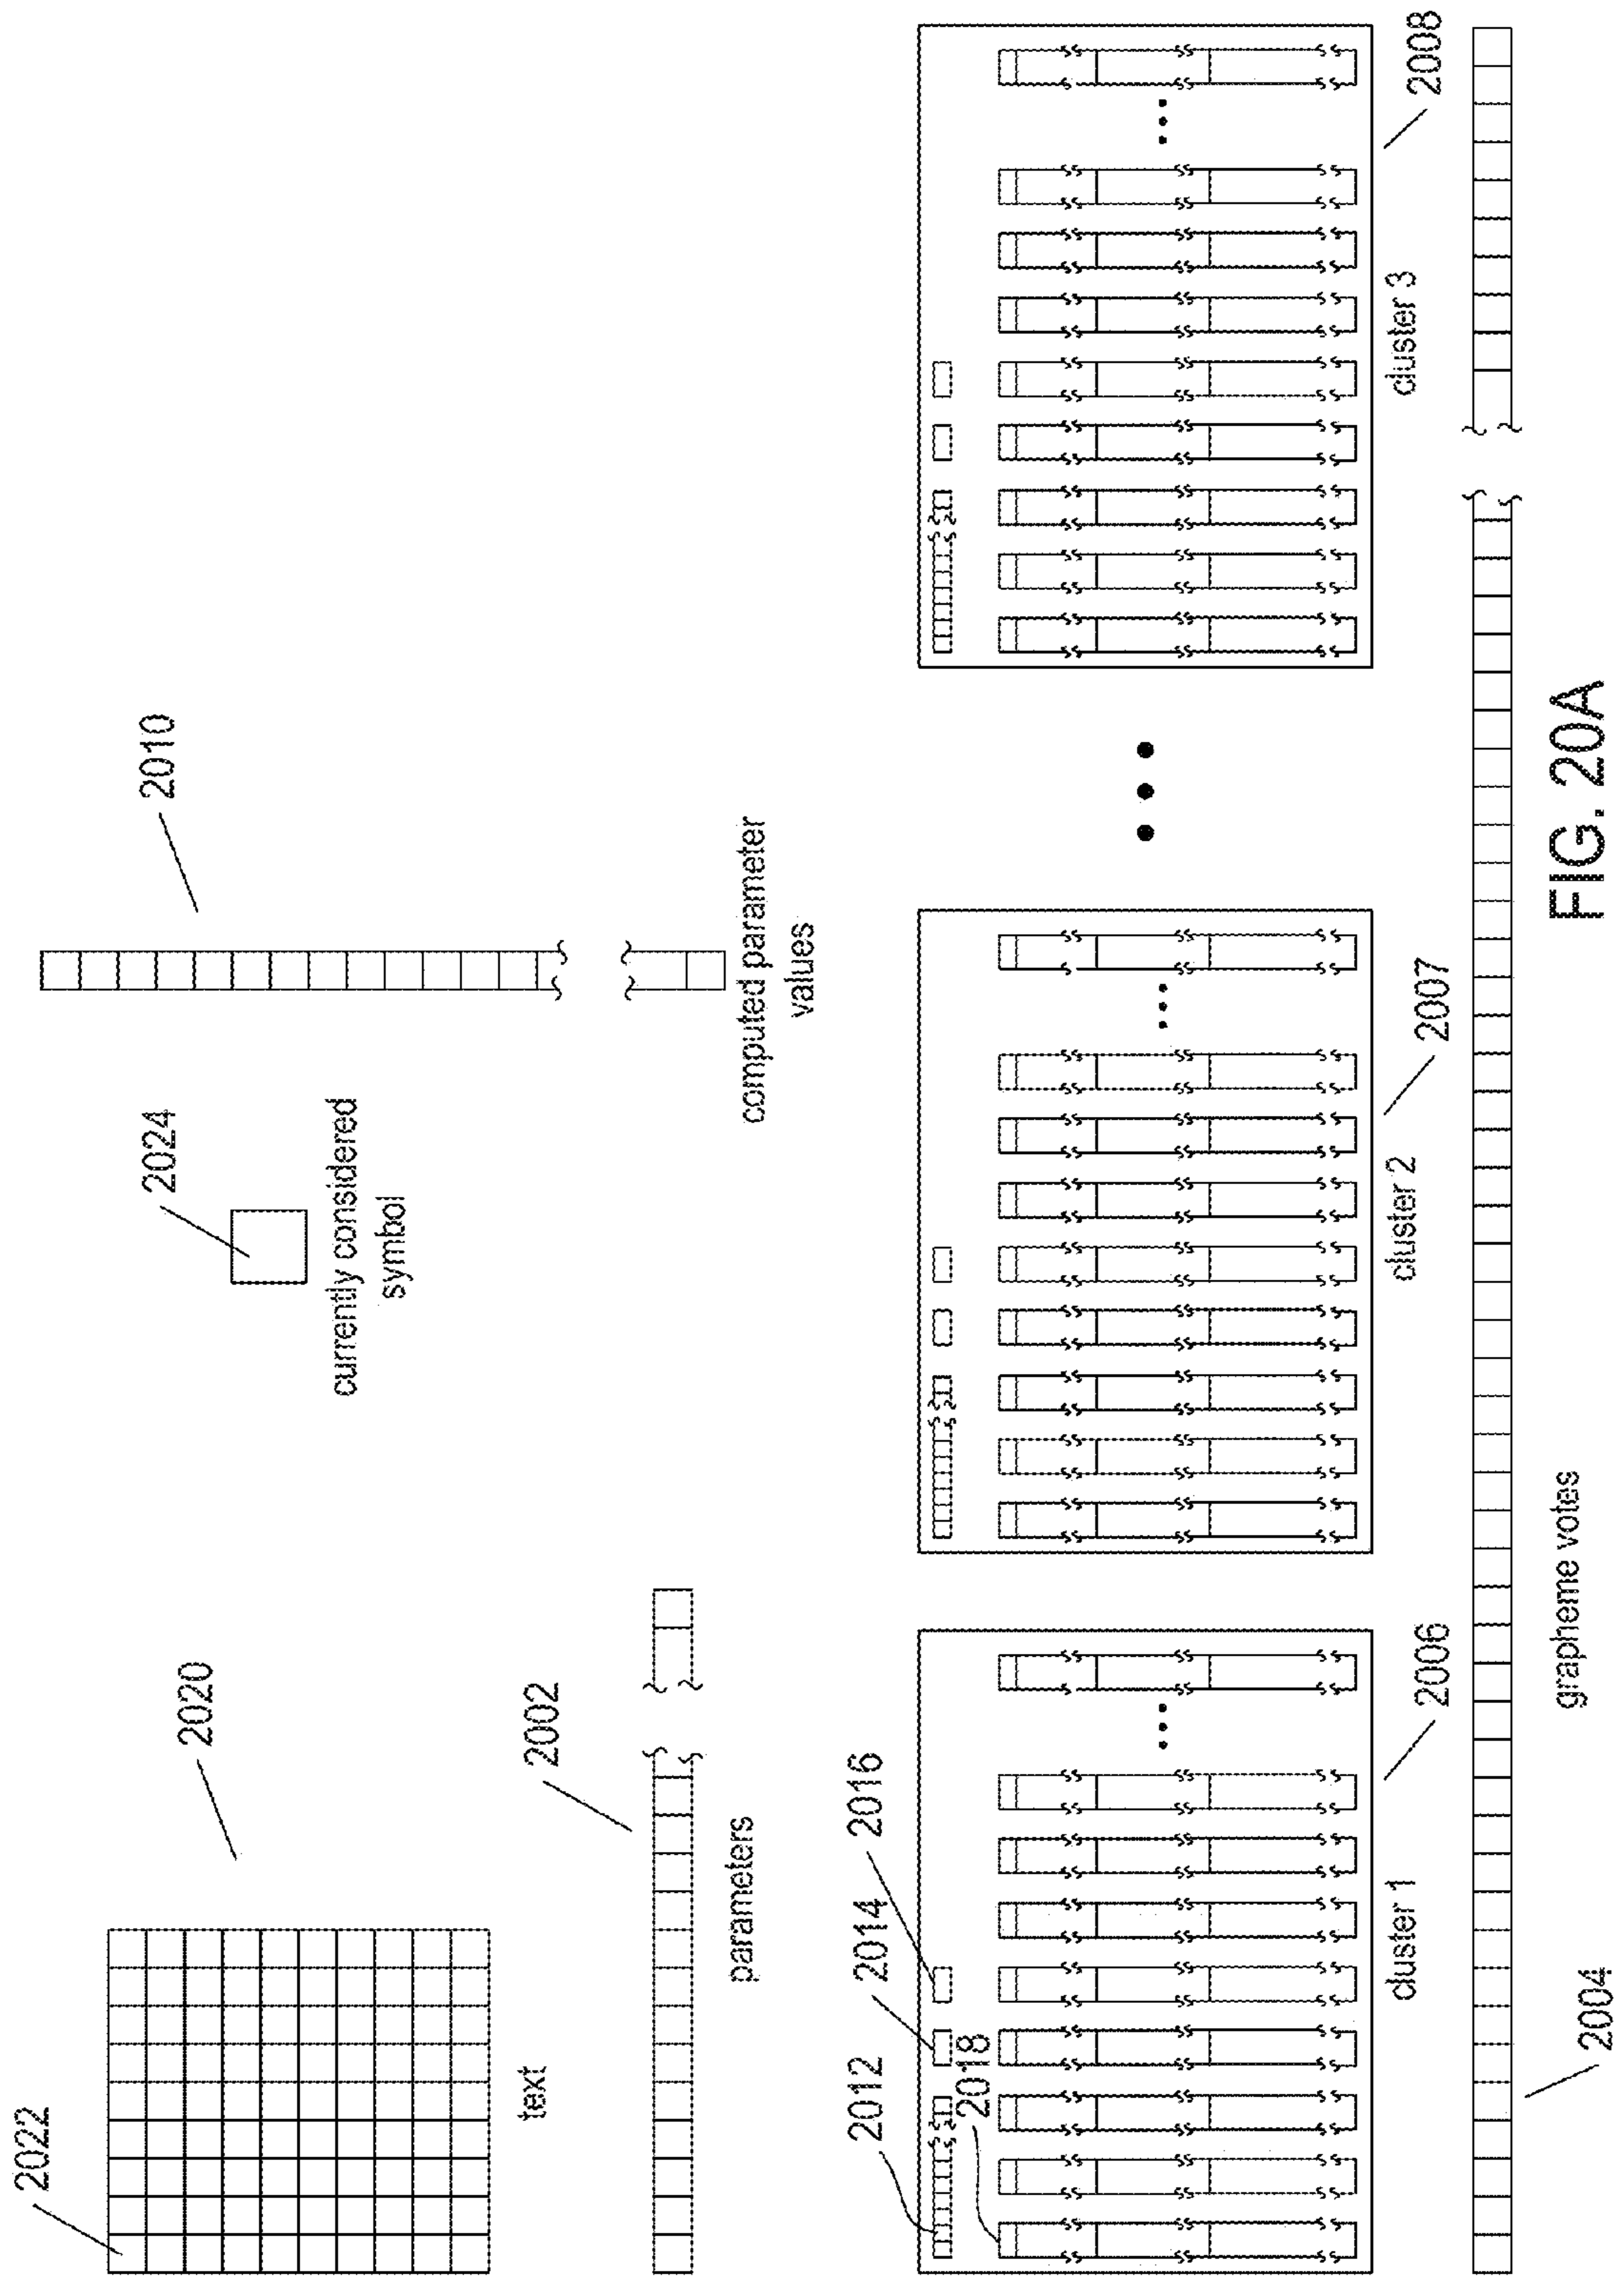 2022
2020
2024
2010
text
currently considered
symbol
2002
parameters
computed parameter
values
2012
2014
2016
2018
cluster 1
2006
cluster 2
2007
cluster 3
2008
2004
grapheme votes
FIG. 20A